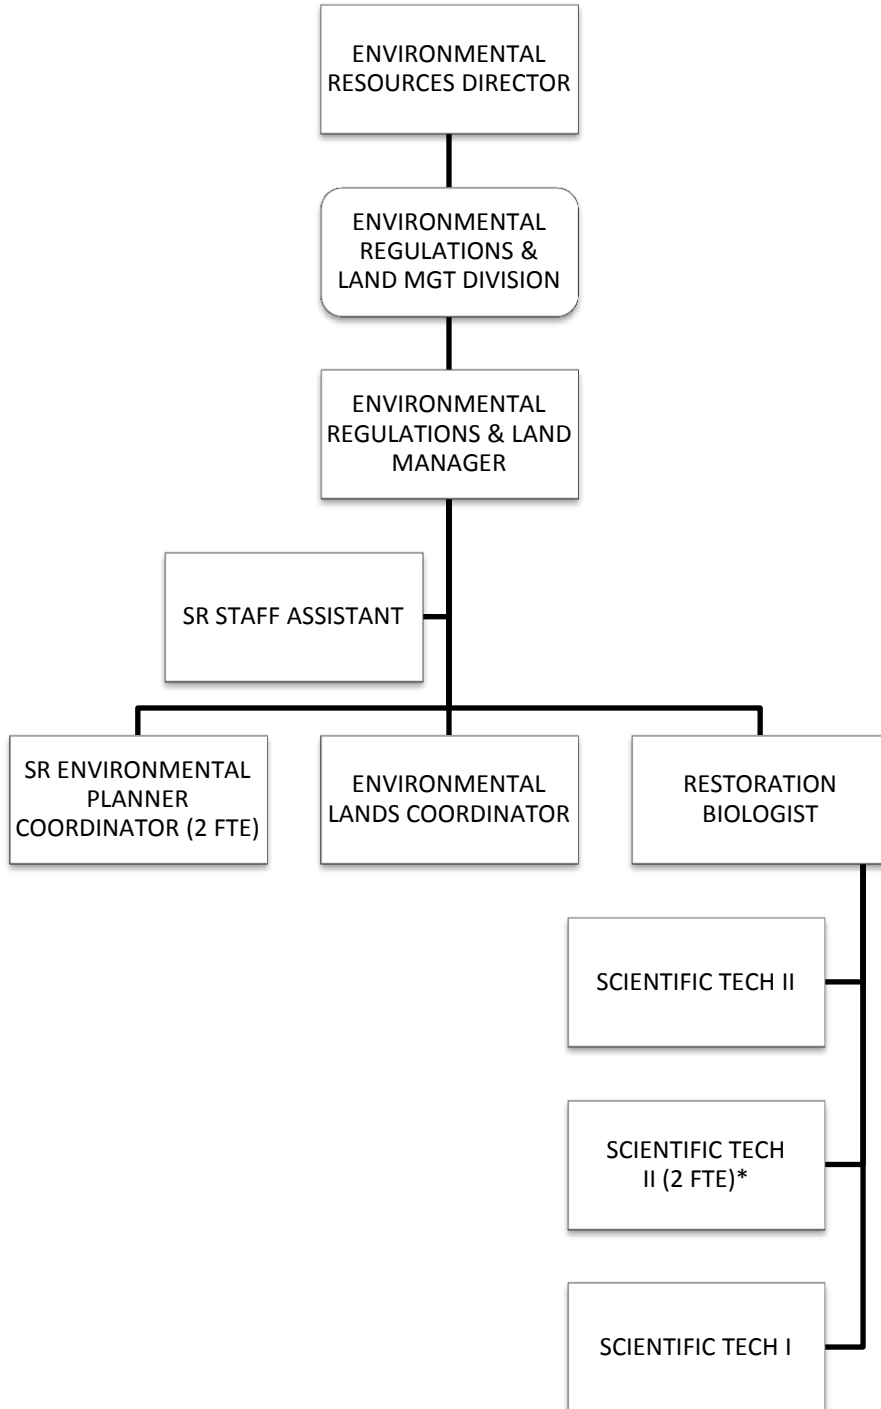 ENVIRONMENTAL
RESOURCES DIRECTOR
ENVIRONMENTAL
REGULATIONS &
LAND MGT DIVISION
ENVIRONMENTAL
REGULATIONS & LAND
MANAGER
SR STAFF ASSISTANT
SR ENVIRONMENTAL
PLANNER
COORDINATOR (2 FTE)
ENVIRONMENTAL
LANDS COORDINATOR
RESTORATION
BIOLOGIST
SCIENTIFIC TECH II
SCIENTIFIC TECH
II (2 FTE)*
SCIENTIFIC TECH I